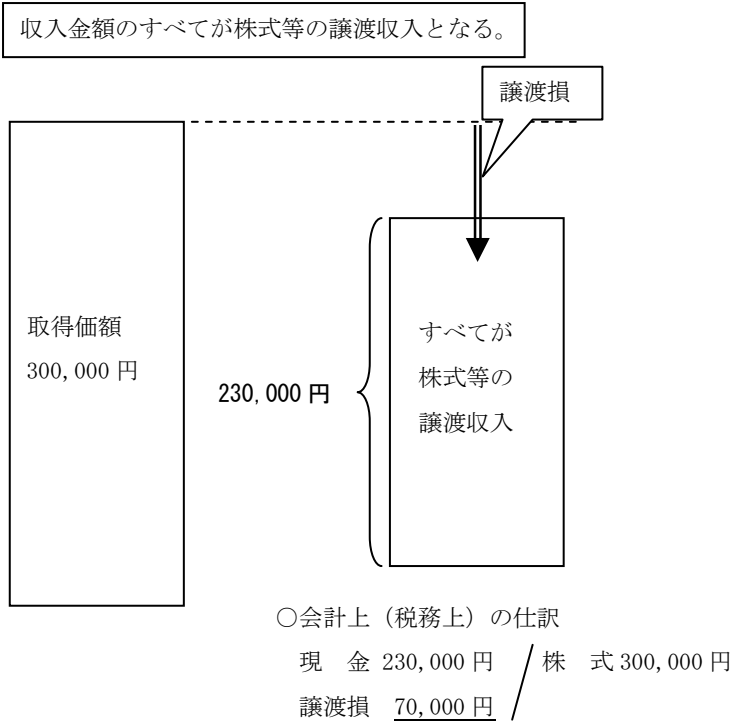 収入金額のすべてが株式等の譲渡収入となる。
譲渡損
取得価額
300,000 円
230,000 円
すべてが
株式等の
譲渡収入
○会計上（税務上）の仕訳
現　金 230,000 円 / 株　式 300,000 円
譲渡損 70,000 円